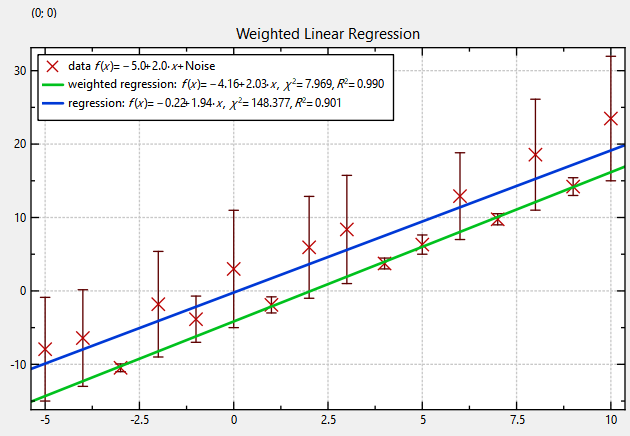 (0; 0)
Weighted Linear Regression
data f(x)= −5.0+2.0·x+Noise
weighted regression: f(x)= −4.16+2.03·x, χ²= 7.969, R²= 0.990
regression: f(x)= −0.22+1.94·x, χ²= 148.377, R²= 0.901
30
20
10
0
-10
-5 -2.5 0 2.5 5 7.5 10